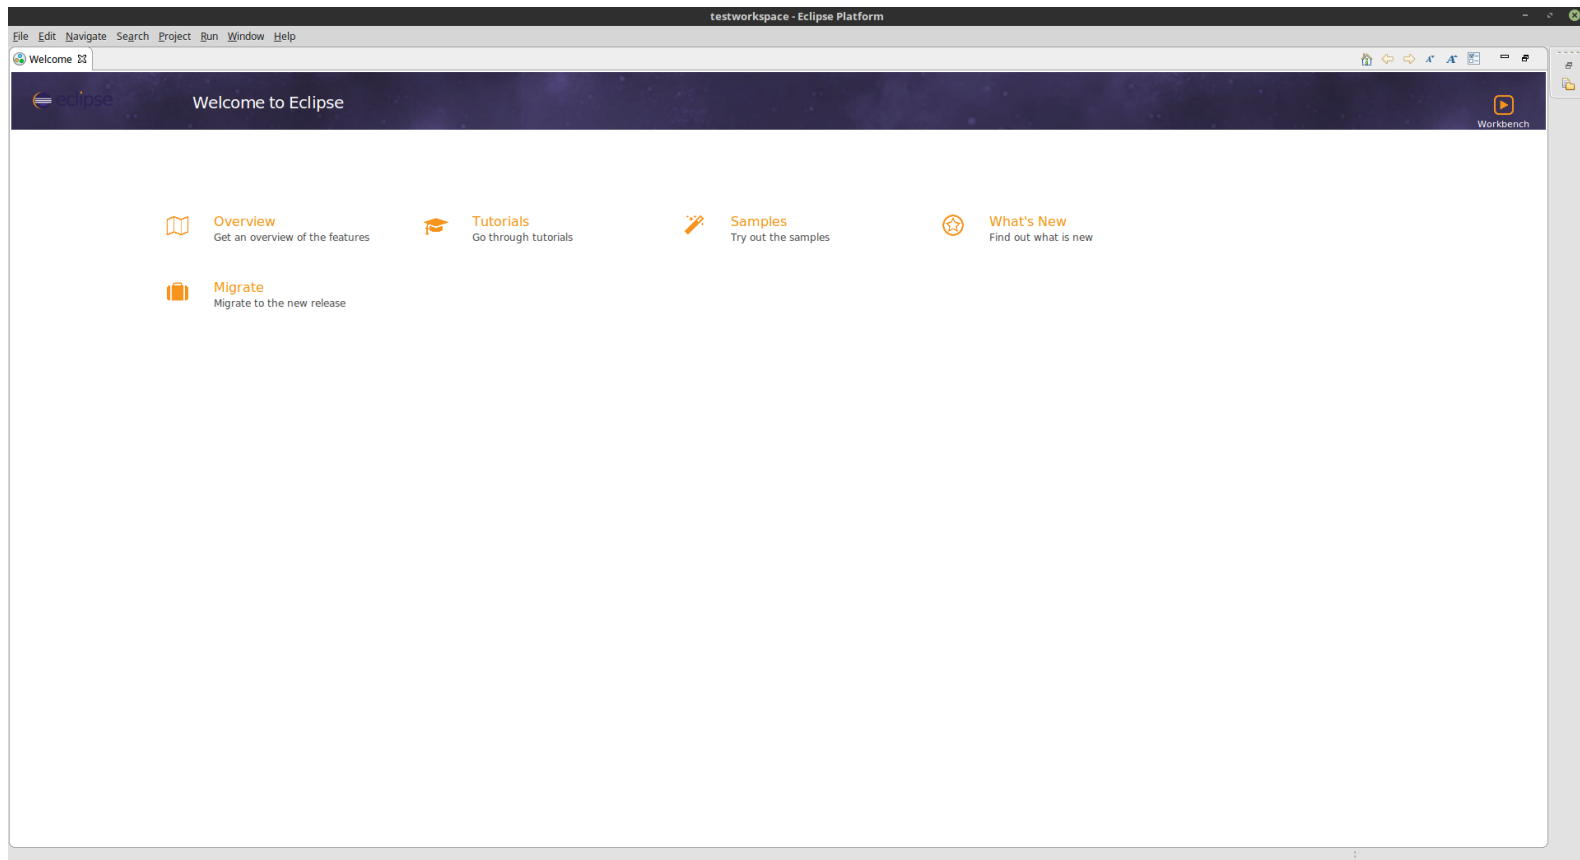 testworkspace - Eclipse Platform
File Edit Navigate Search Project Run Window Help
Welcome
eclipse
Welcome to Eclipse
Workbench
Overview
Get an overview of the features
Tutorials
Go through tutorials
Samples
Try out the samples
What's New
Find out what is new
Migrate
Migrate to the new release